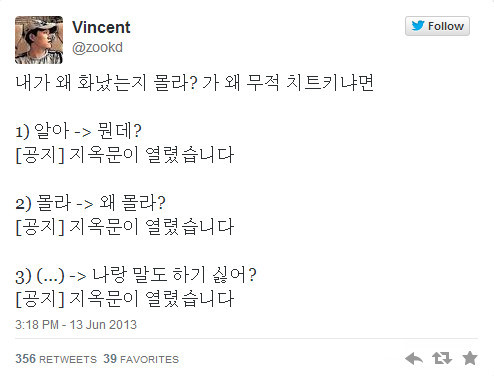 Vincent
@zookd
Follow
내가 왜 화났는지 몰라? 가 왜 무적 치트키냐면
1) 알아 -> 뭔데?
[공지] 지옥문이 열렸습니다
2) 몰라 -> 왜 몰라?
[공지] 지옥문이 열렸습니다
3) (...) -> 나랑 말도 하기 싫어?
[공지] 지옥문이 열렸습니다
3:18 PM - 13 Jun 2013
356 RETWEETS 39 FAVORITES